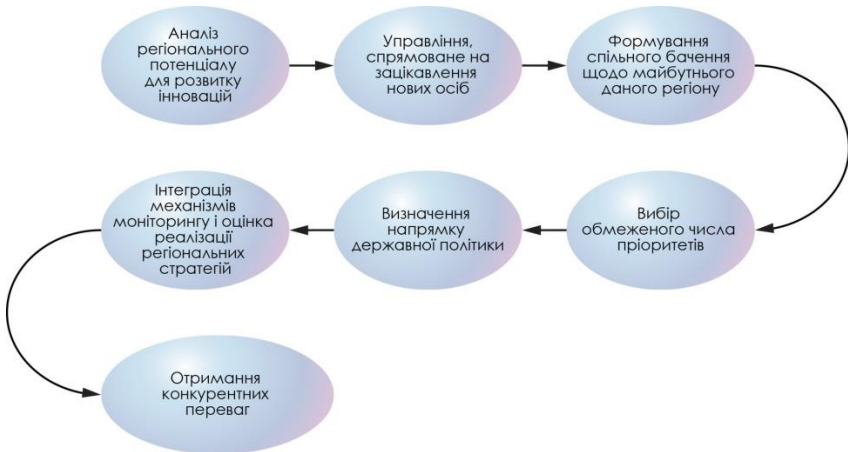 Аналіз
регіонального
потенціалу
для розвитку
інновацій
Управління,
спрямоване на
зацікавлення
нових осіб
Формування
спільного бачення
щодо майбутнього
даного регіону
Вибір
обмеженого числа
пріоритетів
Визначення
напрямку
державної політики
Інтеграція
механізмів
моніторингу і оцінка
реалізації
регіональних
стратегій
Отримання
конкурентних
переваг